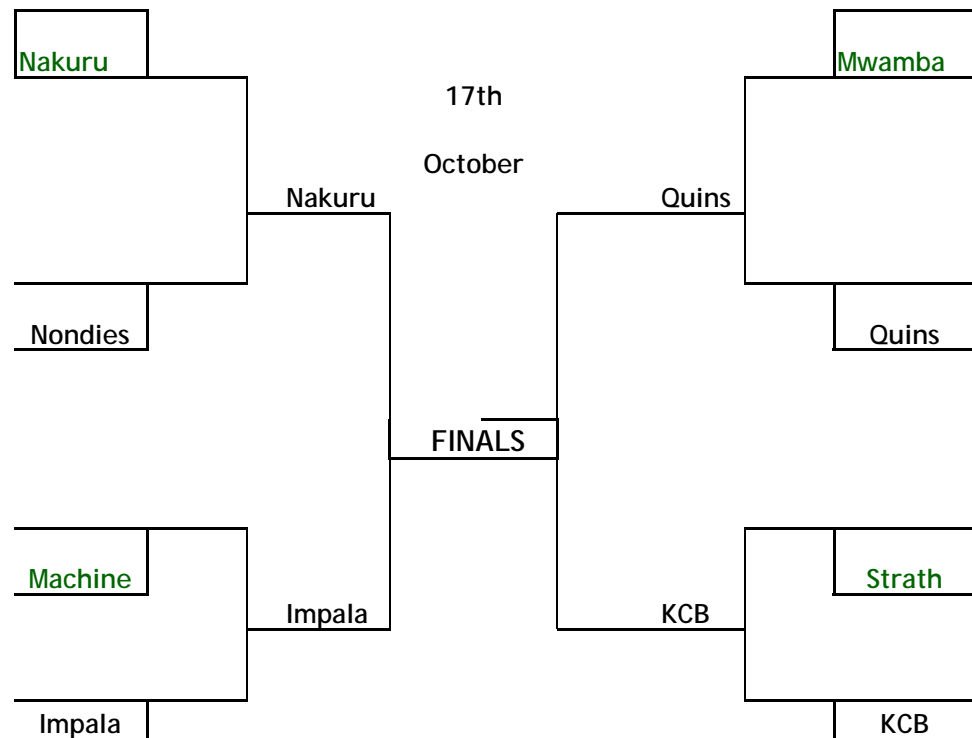 Nakuru
Mwamba
17th
October
Nakuru
Quins
Nondies
Quins
FINALS
Machine
Strath
Impala
KCB
Impala
KCB